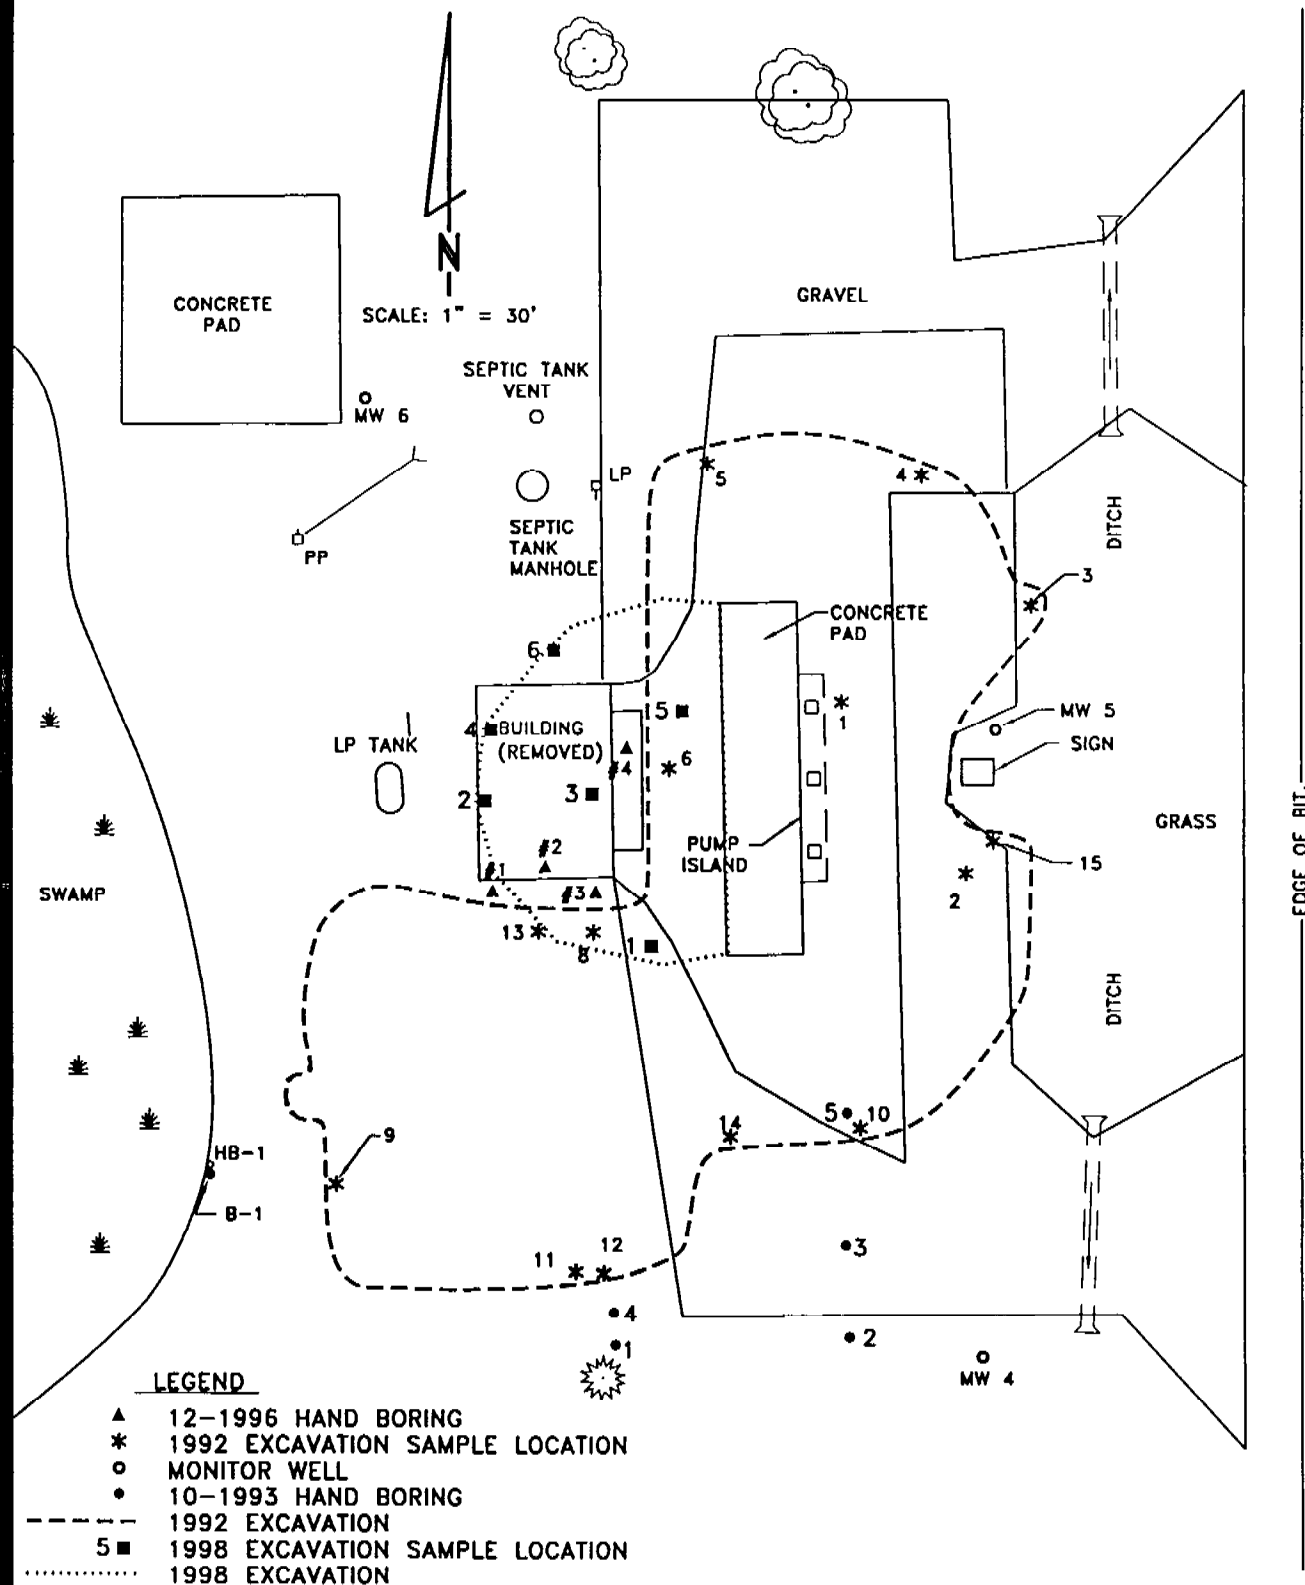 N
SCALE: 1" = 30'
CONCRETE
PAD
GRAVEL
SEPTIC TANK
VENT
MW 6
LP
5
4
DITCH
SEPTIC
TANK
MANHOLE
PP
3
CONCRETE
PAD
6
5
1
MW 5
SIGN
4
BUILDING
(REMOVED)
LP TANK
#4
6
2
3
GRASS
EDGE OF BIT.
PUMP
ISLAND
15
#2
#1
#3
2
SWAMP
13
8
1
DITCH
5
10
14
9
HB-1
B-1
3
11
12
4
1
2
MW 4
LEGEND
12-1996 HAND BORING
1992 EXCAVATION SAMPLE LOCATION
MONITOR WELL
10-1993 HAND BORING
1992 EXCAVATION
5 1998 EXCAVATION SAMPLE LOCATION
1998 EXCAVATION